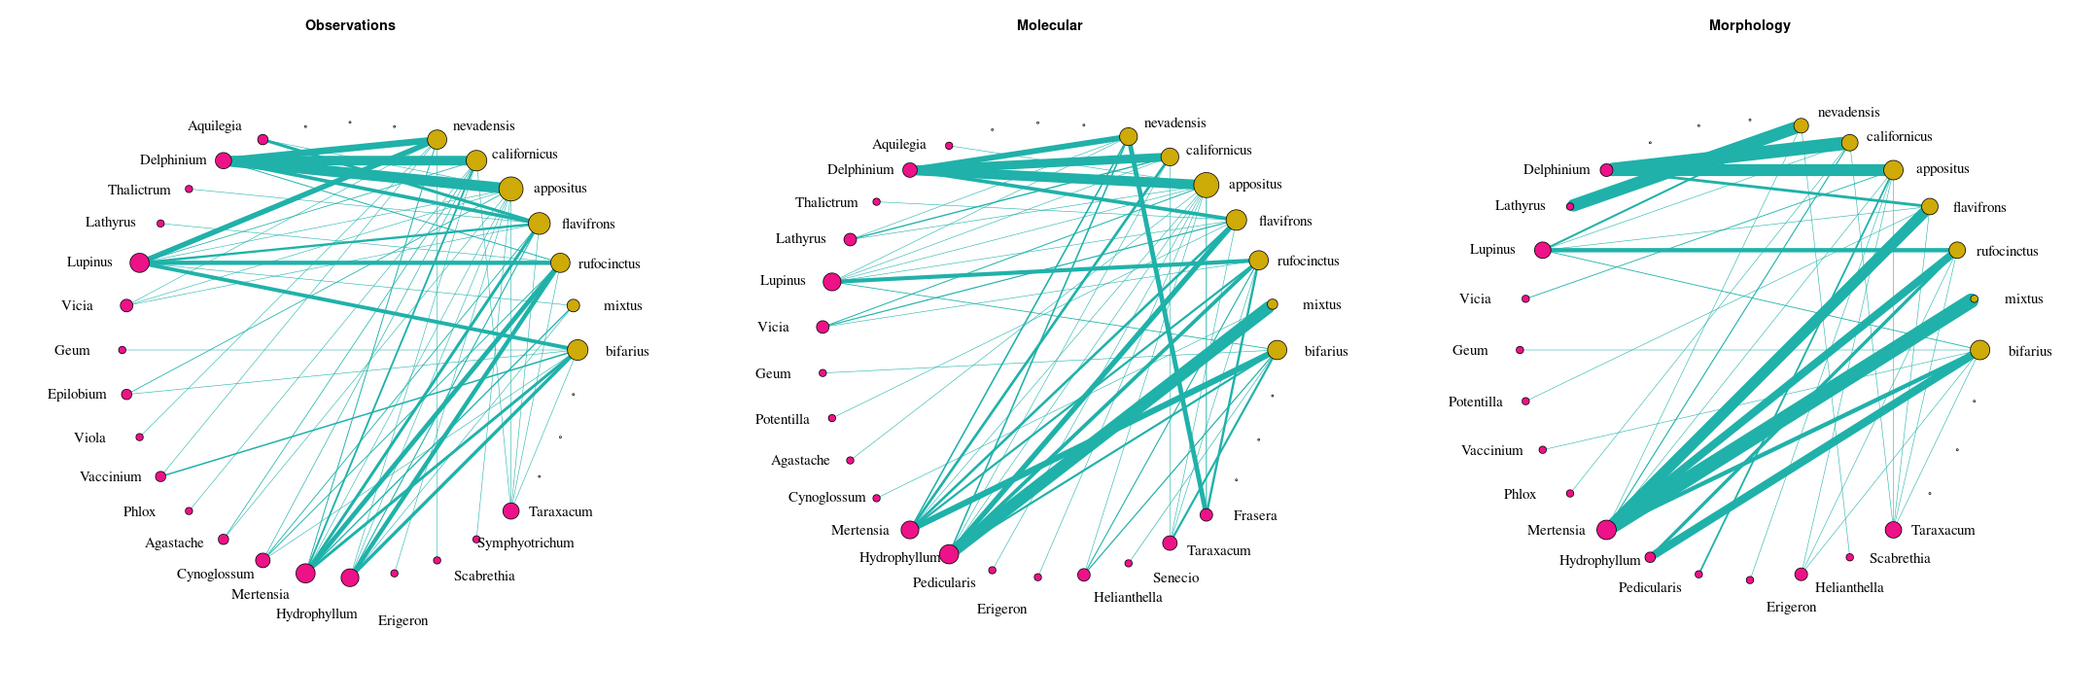 Observations
Aquilegia
Delphinium
Thalictrum
Lathyrus
Lupinus
Vicia
Geum
Epilobium
Viola
Vaccinium
Phlox
Agastache
Cynoglossum
Mertensia
Hydrophyllum
Erigeron
Scabrethia
Symphyotrichum
Taraxacum
nevadensis
californicus
appositus
flavifrons
rufocinctus
mixtus
bifarius
Molecular
Aquilegia
Delphinium
Thalictrum
Lathyrus
Lupinus
Vicia
Geum
Potentilla
Agastache
Cynoglossum
Mertensia
Hydrophyllum
Pedicularis
Erigeron
Helianthella
Senecio
Taraxacum
Frasera
nevadensis
californicus
appositus
flavifrons
rufocinctus
mixtus
bifarius
Morphology
Delphinium
Lathyrus
Lupinus
Vicia
Geum
Potentilla
Vaccinium
Phlox
Mertensia
Hydrophyllum
Pedicularis
Erigeron
Helianthella
Scabrethia
Taraxacum
nevadensis
californicus
appositus
flavifrons
rufocinctus
mixtus
bifarius